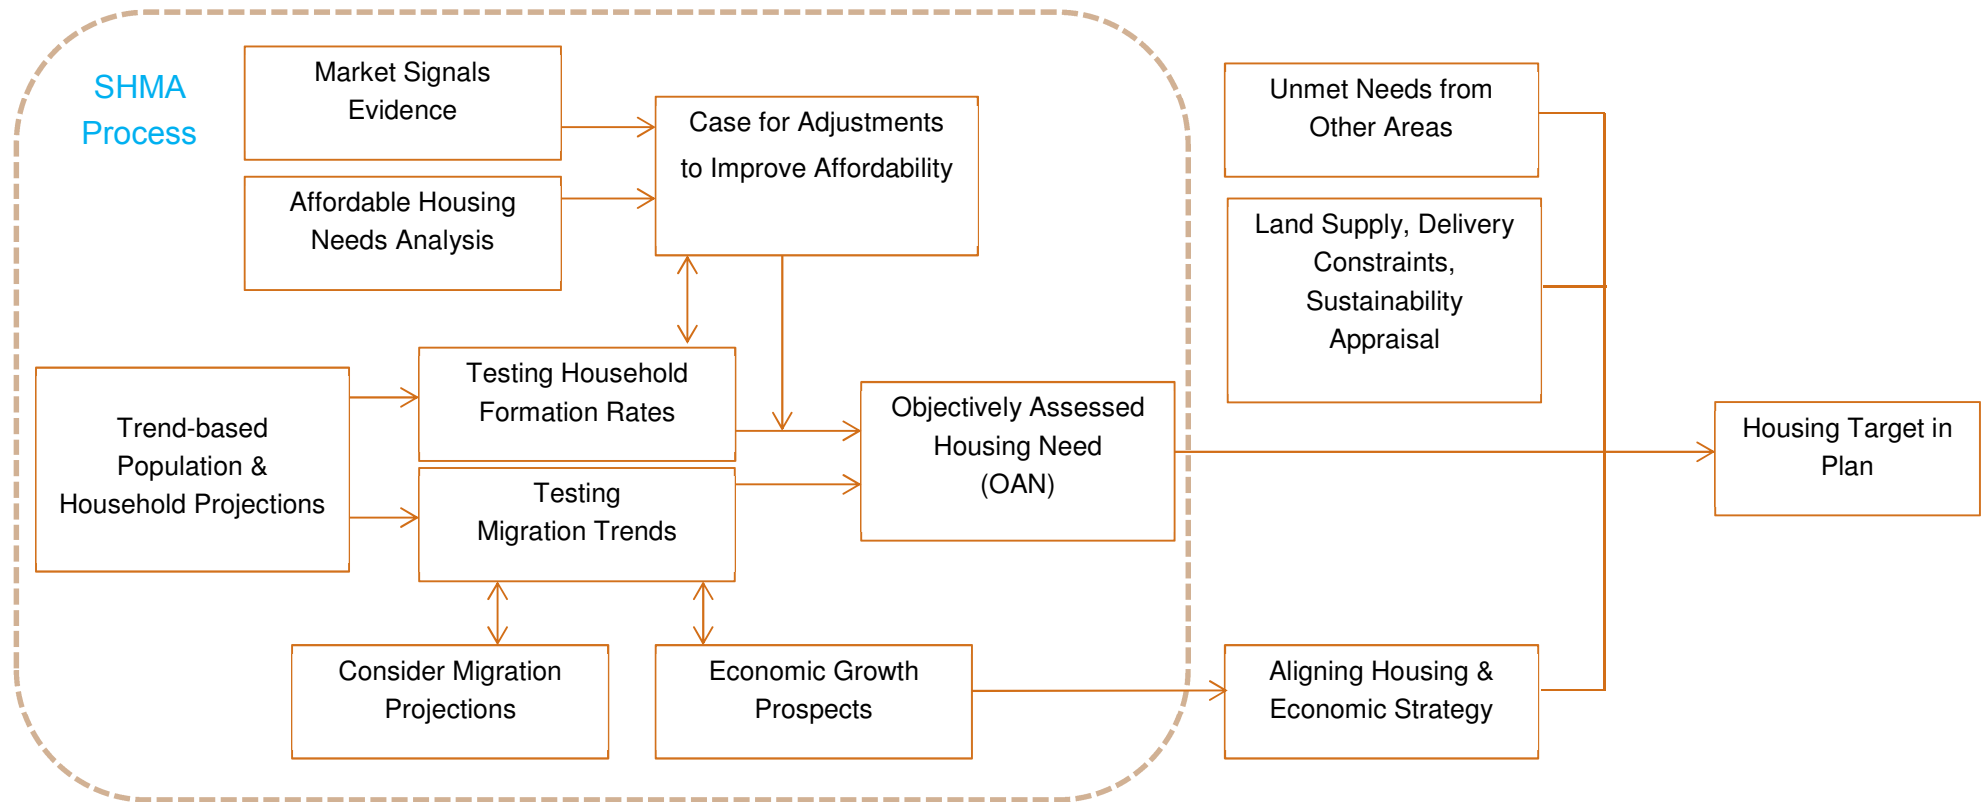 SHMA
Process
Market Signals
Evidence
Affordable Housing
Needs Analysis
Case for Adjustments
to Improve Affordability
Trend-based
Population &
Household Projections
Testing Household
Formation Rates
Testing
Migration Trends
Consider Migration
Projections
Economic Growth
Prospects
Objectively Assessed
Housing Need
(OAN)
Unmet Needs from
Other Areas
Land Supply, Delivery
Constraints,
Sustainability
Appraisal
Aligning Housing &
Economic Strategy
Housing Target in
Plan